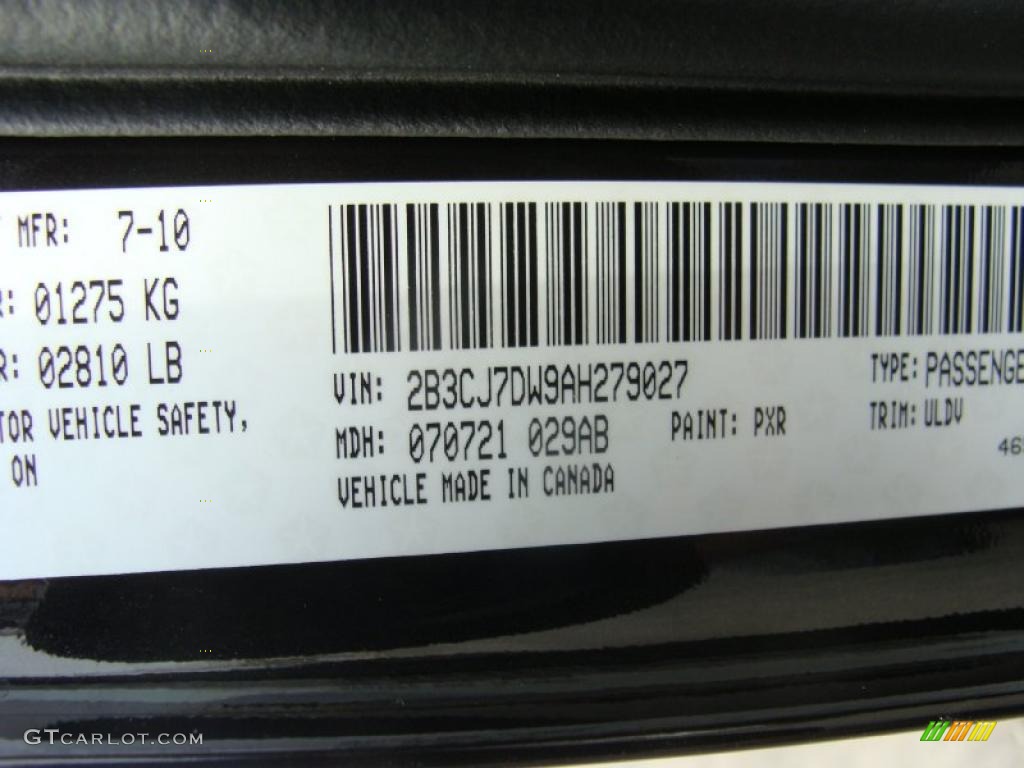 MFR: 7-10
R: 01275 KG
R: 02810 LB
TOR VEHICLE SAFETY,
ON
VIN: 2B3CJ7DW9AH279027
TYPE: PASSENGE
MDH: 070721 029AB
PAINT: PXR
TRIM: ULDV
VEHICLE MADE IN CANADA
GTCARLOT.COM